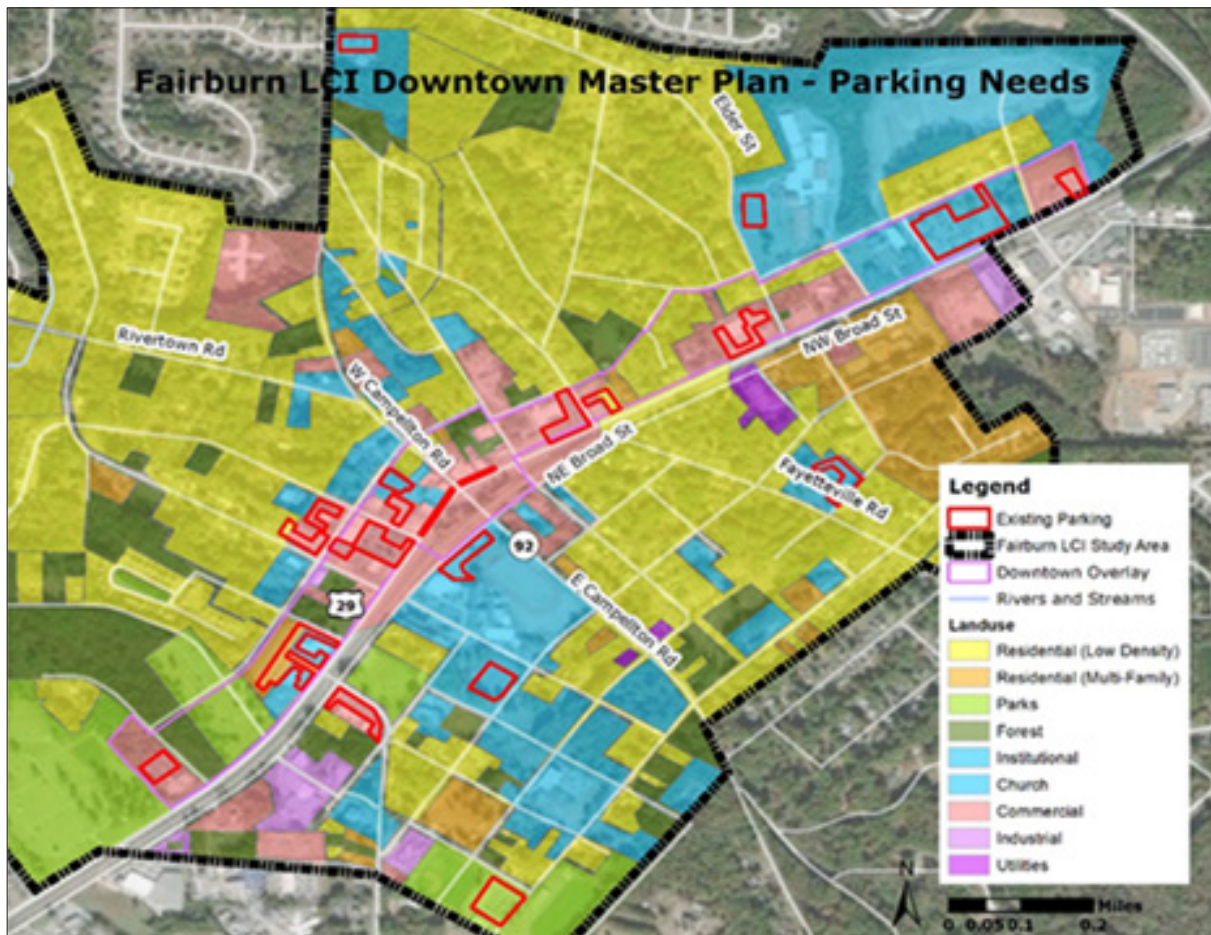 Fairburn LCI Downtown Master Plan - Parking Needs
Elder St
Rivertown Rd
W Campellton Rd
NW Broad St
NE Broad St
Fayetteville Rd
92
E Campellton Rd
29
Legend
Existing Parking
Fairburn LCI Study Area
Downtown Overlay
Rivers and Streams
Landuse
Residential (Low Density)
Residential (Multi-Family)
Parks
Forest
Institutional
Church
Commercial
Industrial
Utilities
N
Miles
0 0.05 0.1 0.2